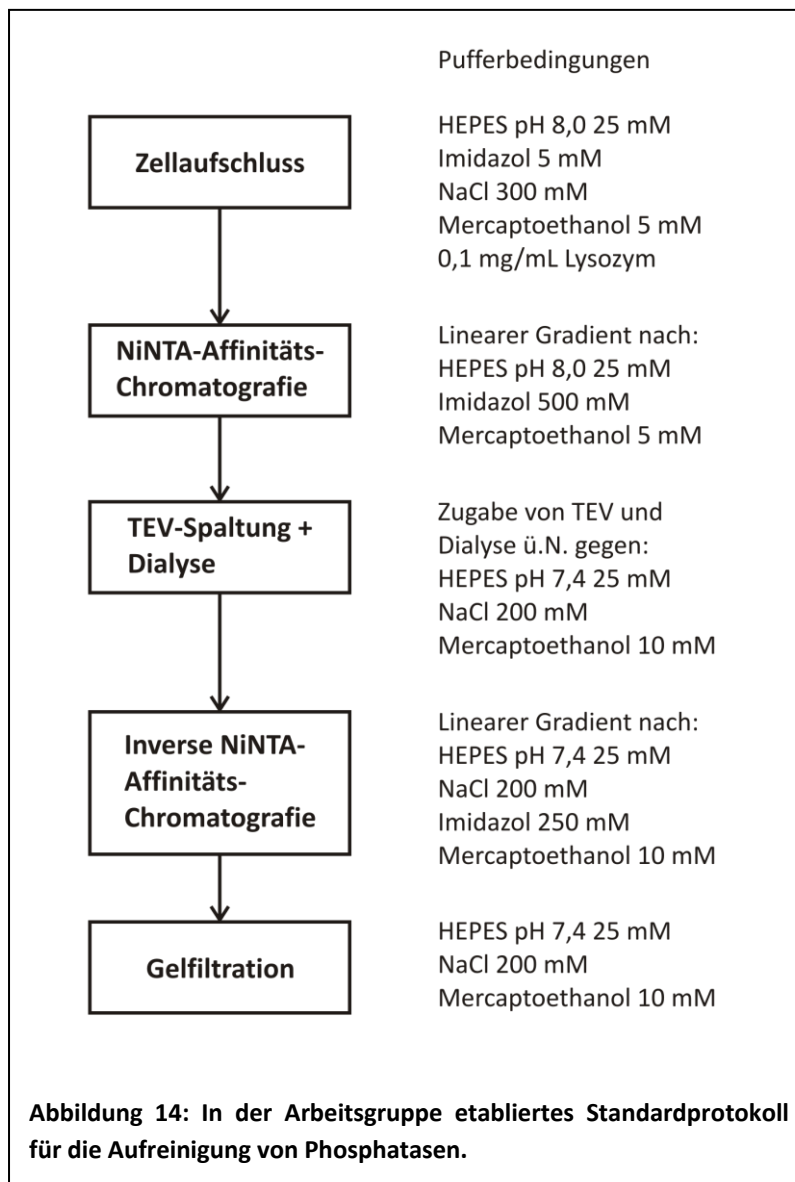 Pufferbedingungen
Zellaufschluss
HEPES pH 8,0 25 mM
Imidazol 5 mM
NaCl 300 mM
Mercaptoethanol 5 mM
0,1 mg/mL Lysozym
NiNTA-Affinitäts-
Chromatografie
Linearer Gradient nach:
HEPES pH 8,0 25 mM
Imidazol 500 mM
Mercaptoethanol 5 mM
TEV-Spaltung +
Dialyse
Zugabe von TEV und
Dialyse ü.N. gegen:
HEPES pH 7,4 25 mM
NaCl 200 mM
Mercaptoethanol 10 mM
Inverse NiNTA-
Affinitäts-
Chromatografie
Linearer Gradient nach:
HEPES pH 7,4 25 mM
NaCl 200 mM
Imidazol 250 mM
Mercaptoethanol 10 mM
Gelfiltration
HEPES pH 7,4 25 mM
NaCl 200 mM
Mercaptoethanol 10 mM
Abbildung 14: In der Arbeitsgruppe etabliertes Standardprotokoll
für die Aufreinigung von Phosphatasen.